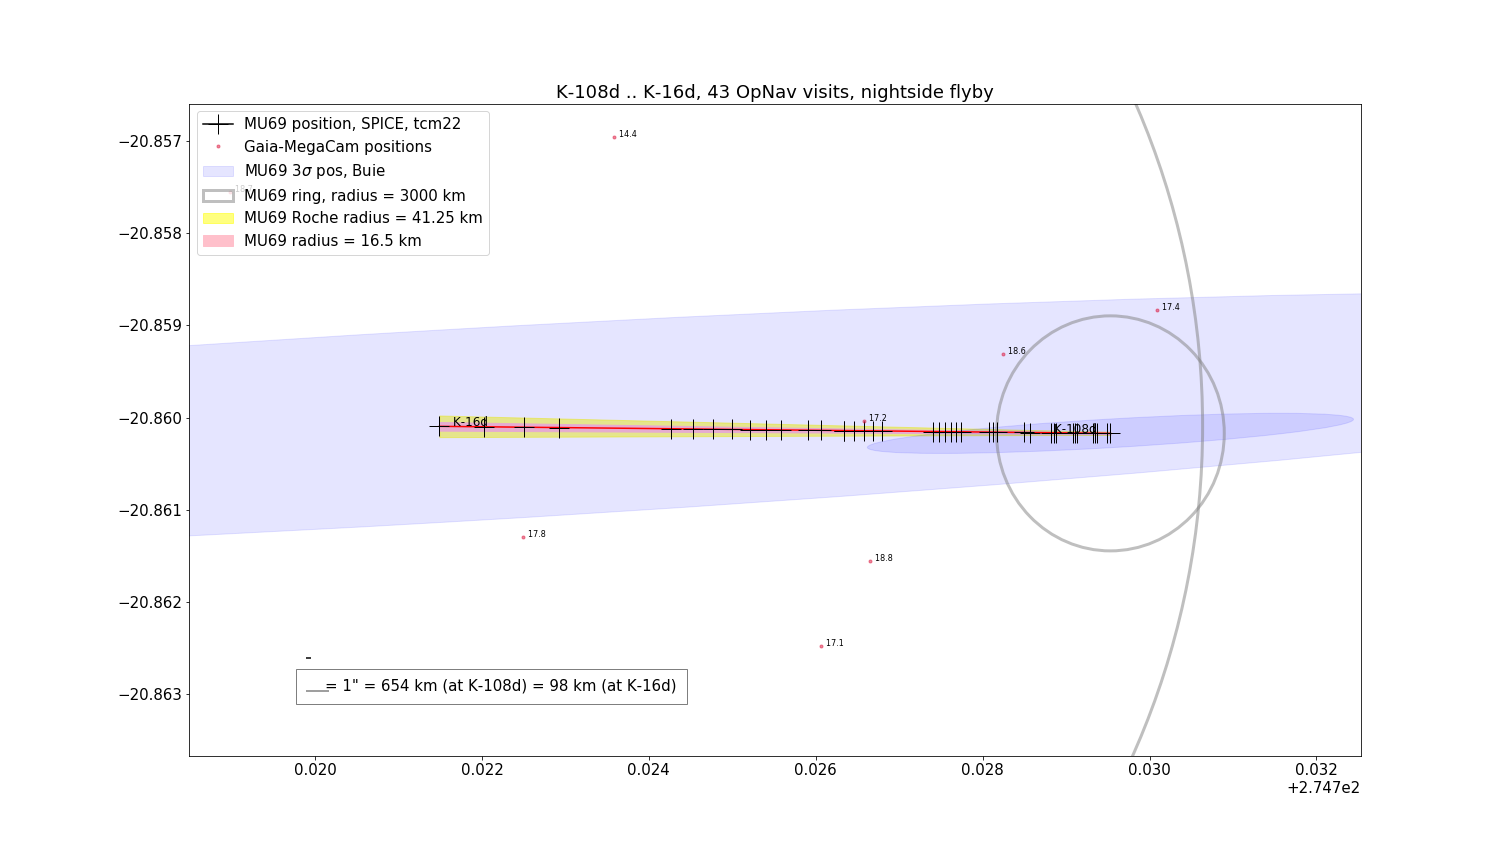 K-108d .. K-16d, 43 OpNav visits, nightside flyby
MU69 position, SPICE, tcm22
Gaia-MegaCam positions
MU69 3σ pos, Buie
MU69 ring, radius = 3000 km
MU69 Roche radius = 41.25 km
MU69 radius = 16.5 km
−20.857
−20.858
−20.859
−20.860
−20.861
−20.862
−20.863
14.4
17.4
18.6
17.2
K-16d
K-108d
17.8
18.8
17.1
= 1" = 654 km (at K-108d) = 98 km (at K-16d)
0.020
0.022
0.024
0.026
0.028
0.030
0.032
+2.747e2